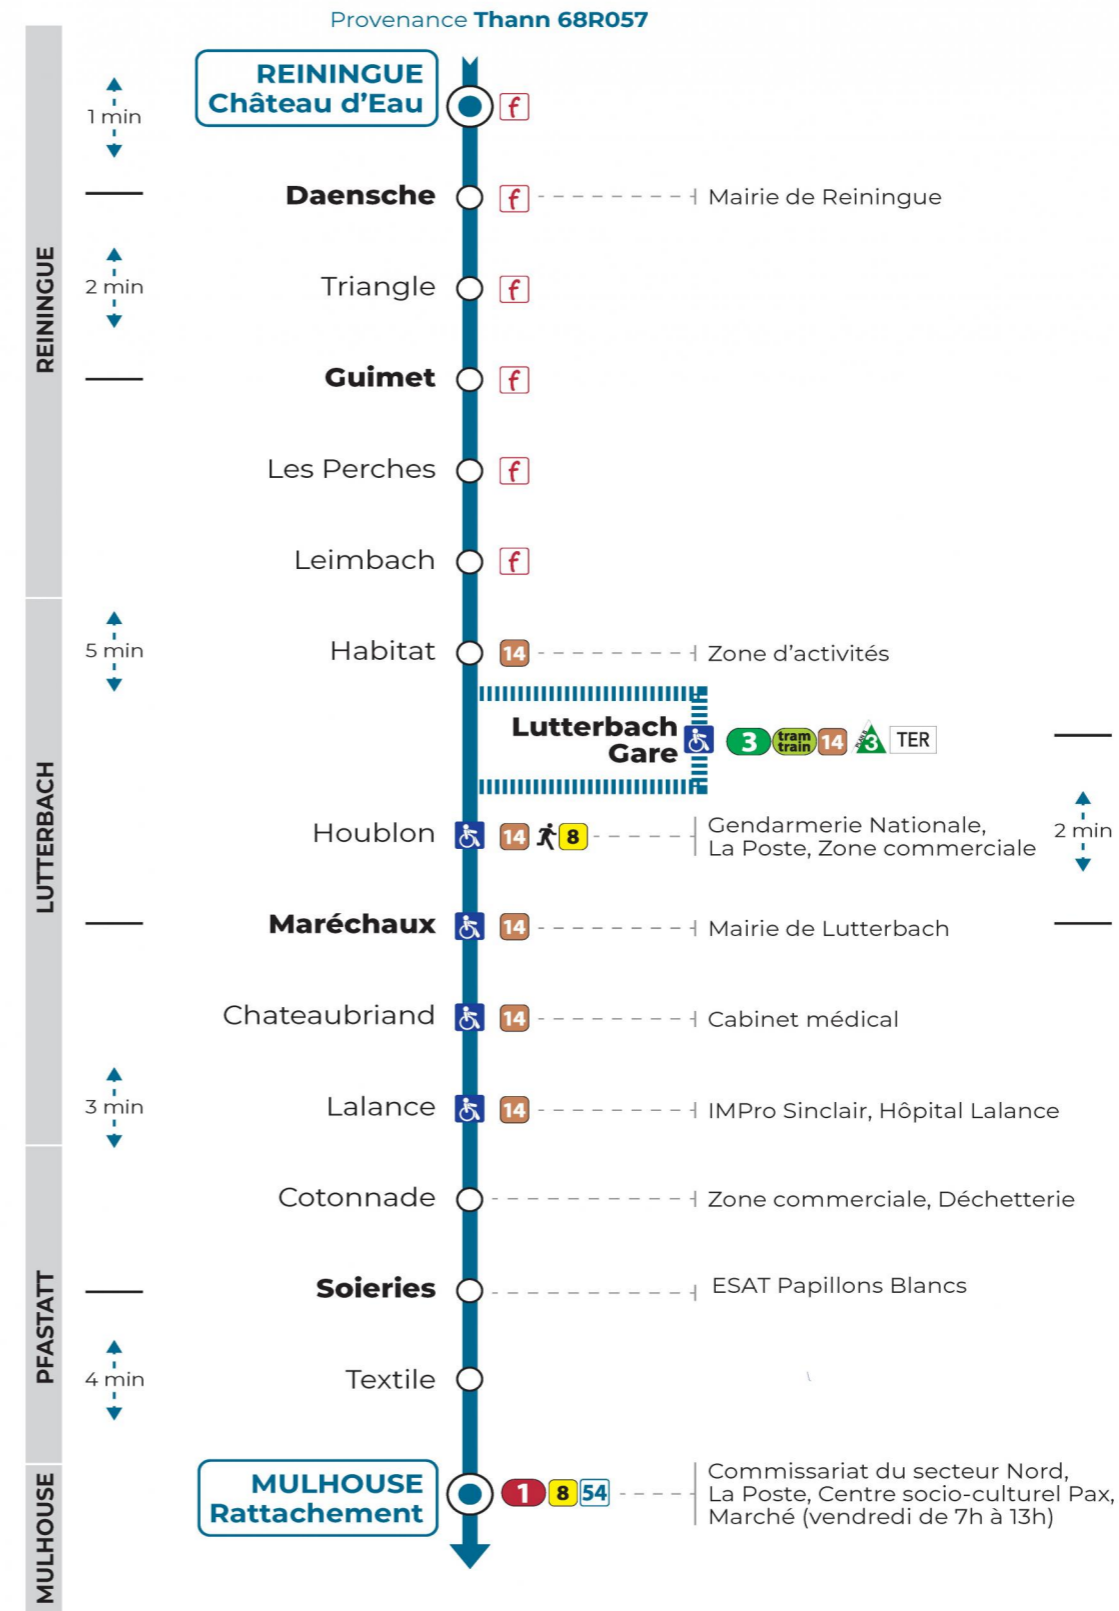 Provenance Thann 68R057
REININGUE
Château d'Eau
f
1 min
Daensche
f
Mairie de Reiningue
REININGUE
2 min
Triangle
f
Guimet
f
Les Perches
f
Leimbach
f
5 min
Habitat
14
Zone d'activités
Lutterbach
Gare
3 tram train 14 3 TER
LUTTERBACH
Houblon
14 8
Gendarmerie Nationale,
La Poste, Zone commerciale
2 min
Maréchaux
14
Mairie de Lutterbach
Chateaubriand
14
Cabinet médical
3 min
Lalance
14
IMPro Sinclair, Hôpital Lalance
Cotonnade
Zone commerciale, Déchetterie
PFASTATT
Soieries
ESAT Papillons Blancs
4 min
Textile
MULHOUSE
MULHOUSE
Rattachement
1 8 54
Commissariat du secteur Nord,
La Poste, Centre socio-culturel Pax,
Marché (vendredi de 7h à 13h)